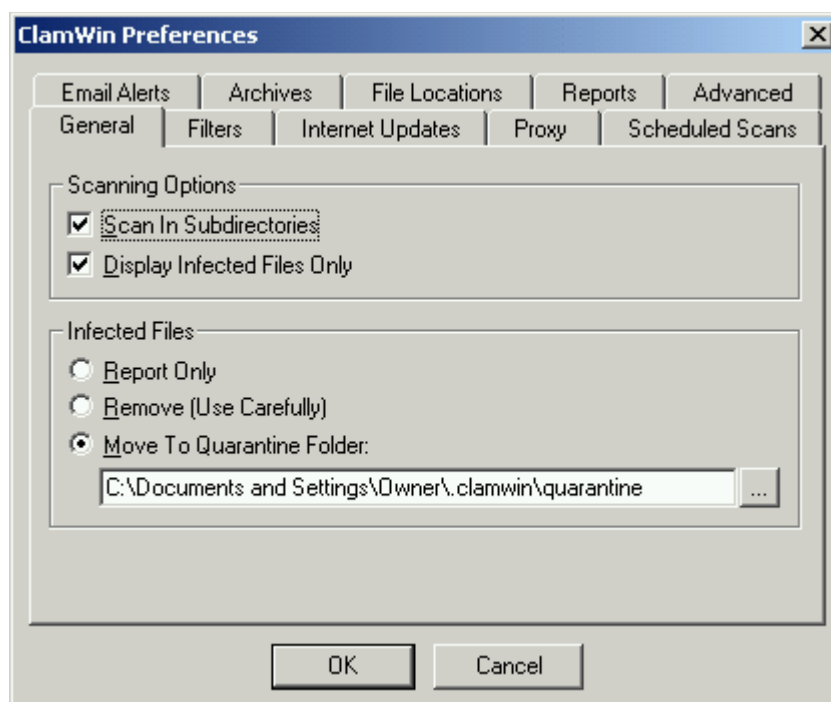 ClamWin Preferences
Email Alerts Archives File Locations Reports Advanced
General Filters Internet Updates Proxy Scheduled Scans
Scanning Options
Scan In Subdirectories
Display Infected Files Only
Infected Files
Report Only
Remove (Use Carefully)
Move To Quarantine Folder:
C:\Documents and Settings\Owner\.clamwin\quarantine ...
OK Cancel